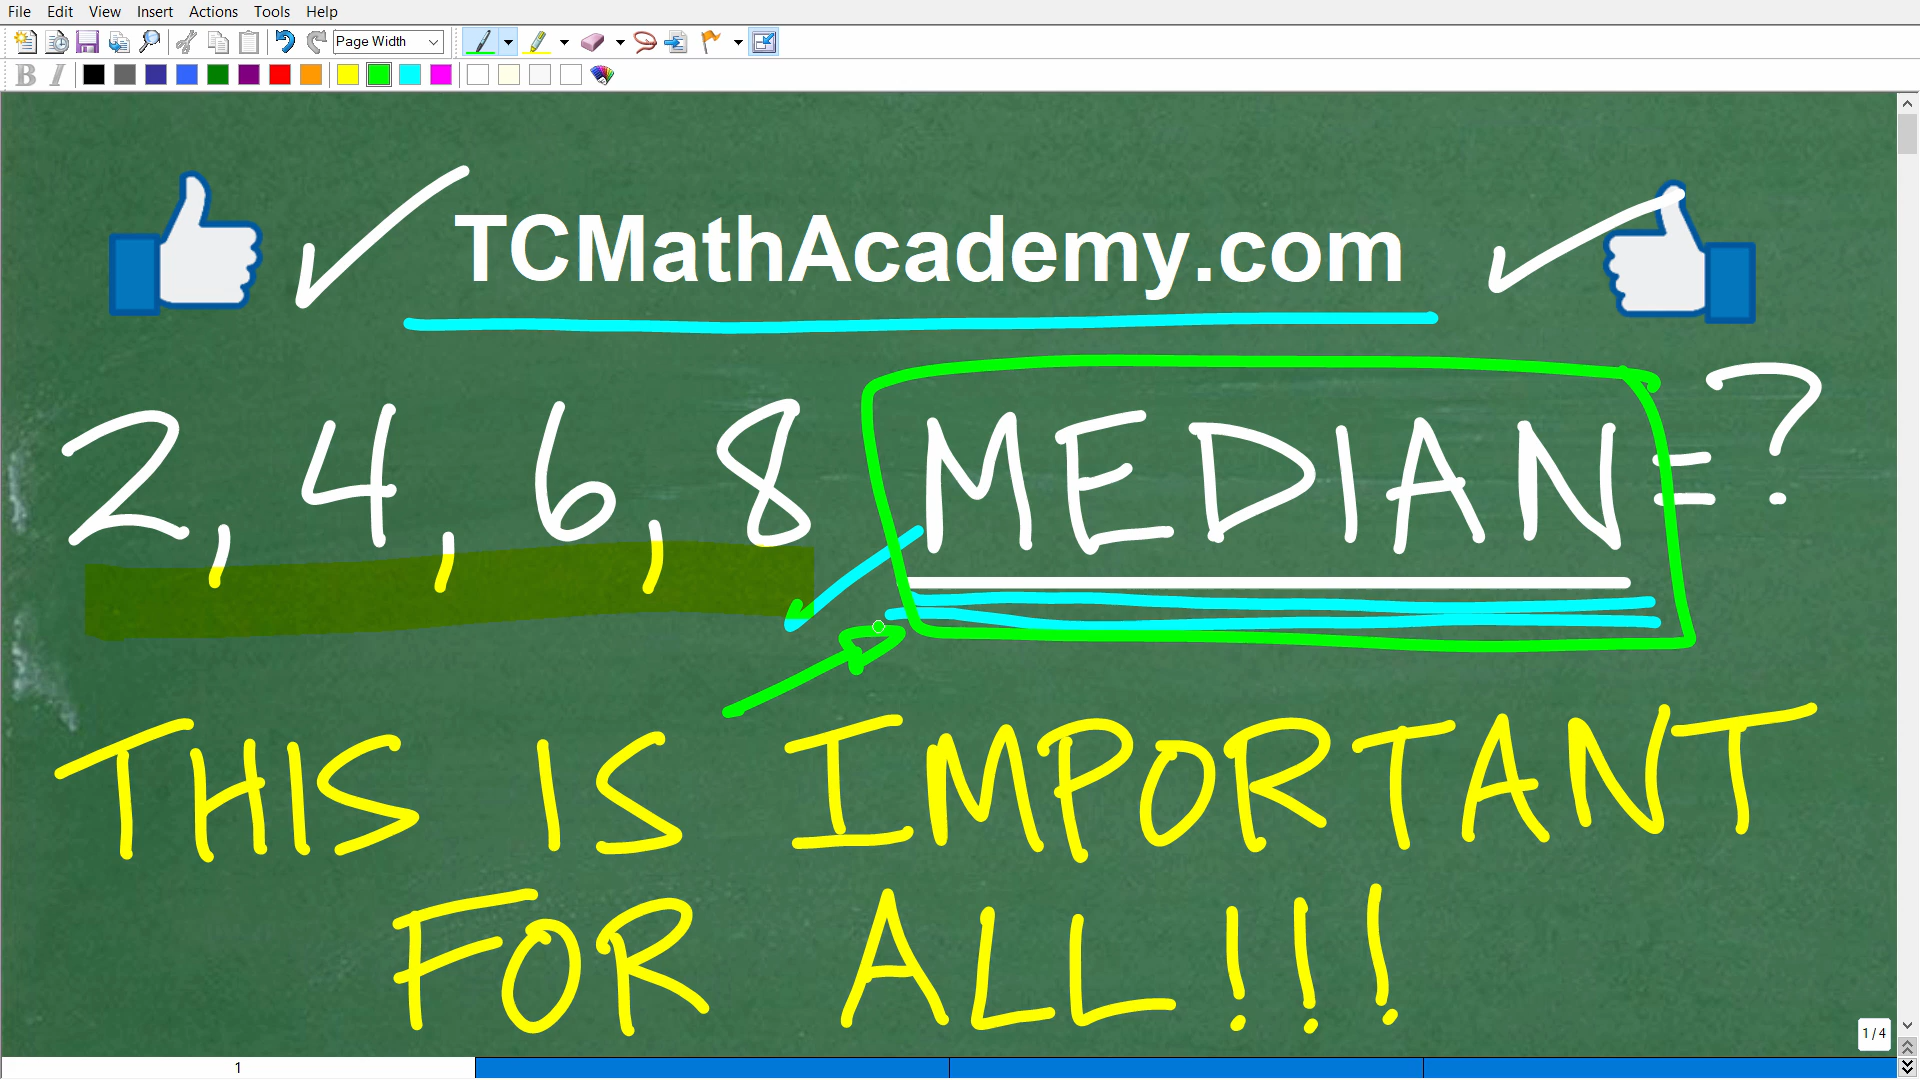 File Edit View Insert Actions Tools Help
Page Width
B I
TCMathAcademy.com
2, 4, 6, 8 MEDIAN = ?
THIS IS IMPORTANT
FOR ALL!!!
1 / 4
1